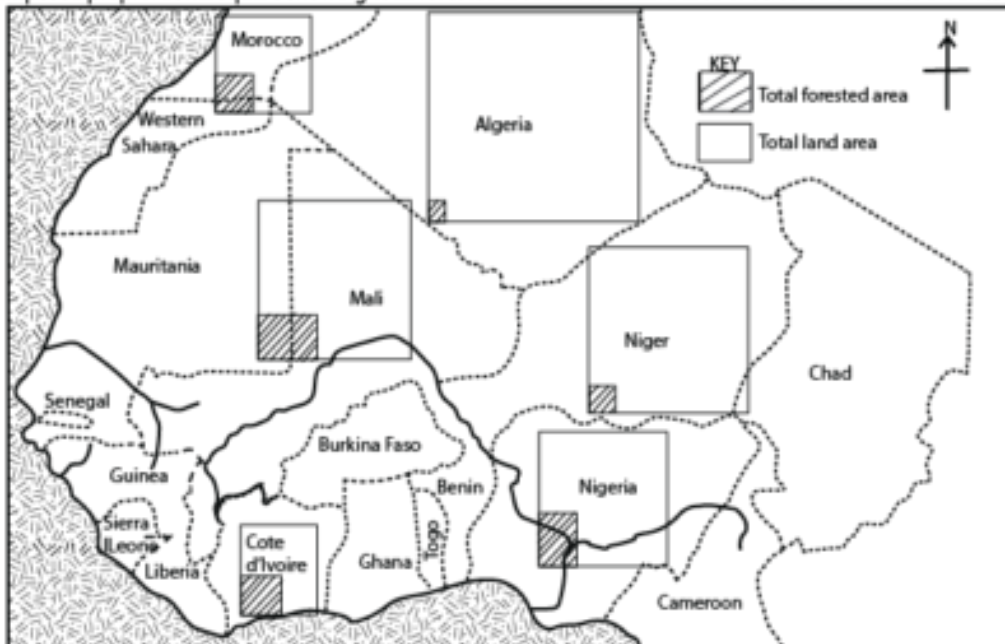 Morocco
N
KEY
Total forested area
Total land area
Algeria
Western
Sahara
Mauritania
Mali
Niger
Chad
Senegal
Burkina Faso
Guinea
Benin
Nigeria
Sierra
Leone
Togo
Cote
d'Ivoire
Ghana
Liberia
Cameroon